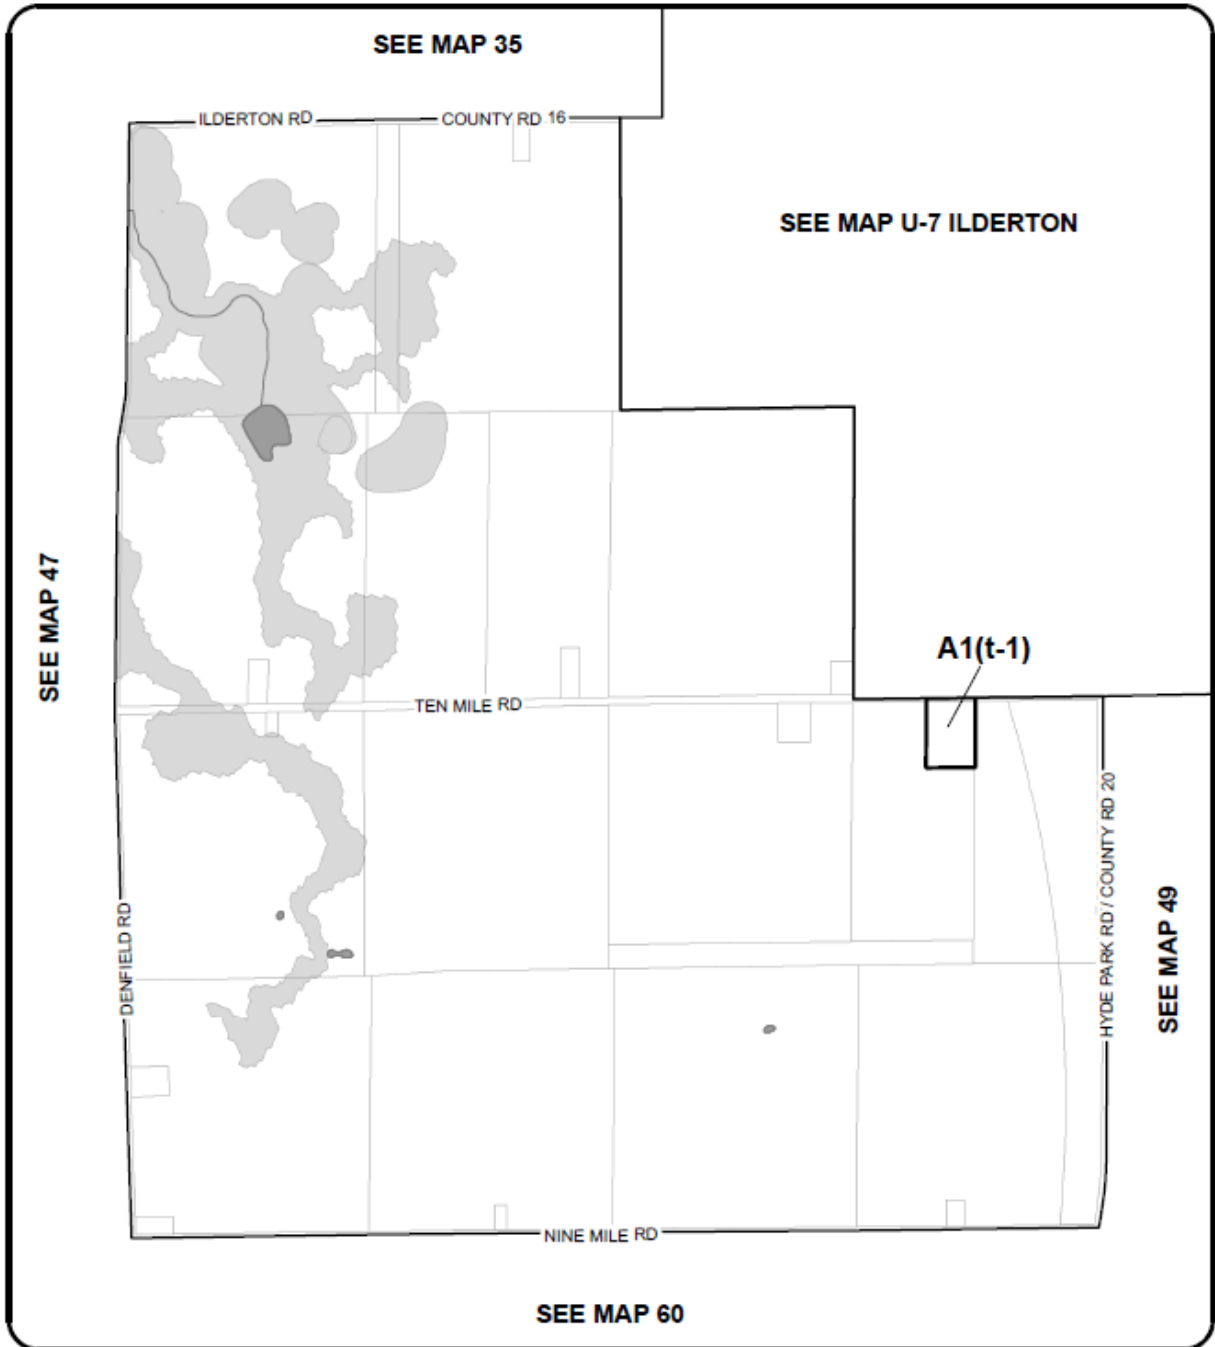 SEE MAP 35
ILDERTON RD
COUNTY RD 16
SEE MAP U-7 ILDERTON
SEE MAP 47
A1(t-1)
TEN MILE RD
HYDE PARK RD / COUNTY RD 20
DENFIELD RD
SEE MAP 49
NINE MILE RD
SEE MAP 60